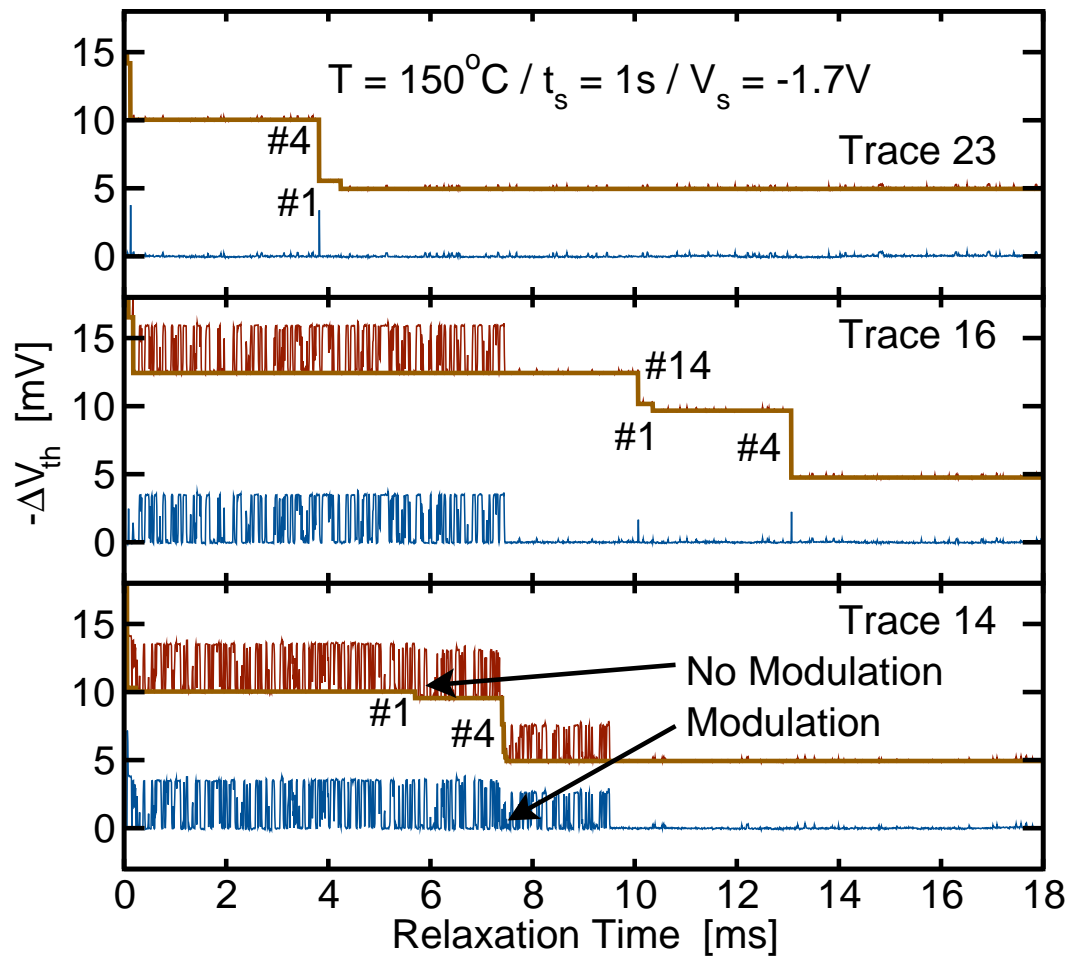 T = 150°C / tₛ = 1s / Vₛ = -1.7V
15
10
5
0
#4
#1
Trace 23
15
10
5
0
#14
#1
#4
Trace 16
-ΔV_th [mV]
15
10
5
0
#1
#4
Trace 14
No Modulation
Modulation
0 2 4 6 8 10 12 14 16 18
Relaxation Time [ms]